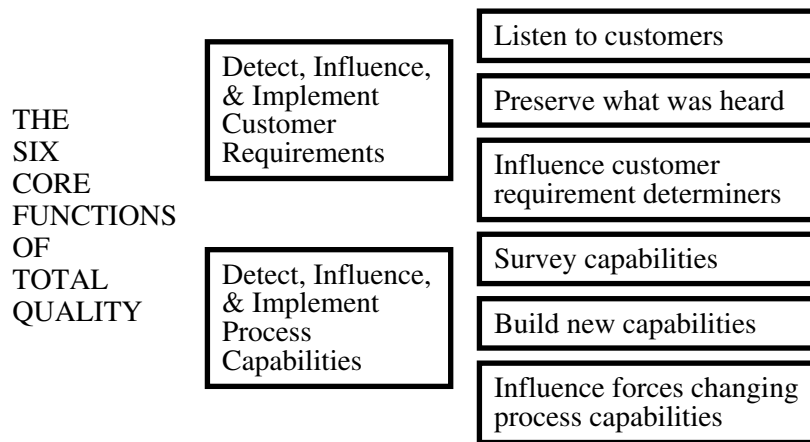 THE
SIX
CORE
FUNCTIONS
OF
TOTAL
QUALITY
Detect, Influence,
& Implement
Customer
Requirements
Listen to customers
Preserve what was heard
Influence customer
requirement determiners
Detect, Influence,
& Implement
Process
Capabilities
Survey capabilities
Build new capabilities
Influence forces changing
process capabilities